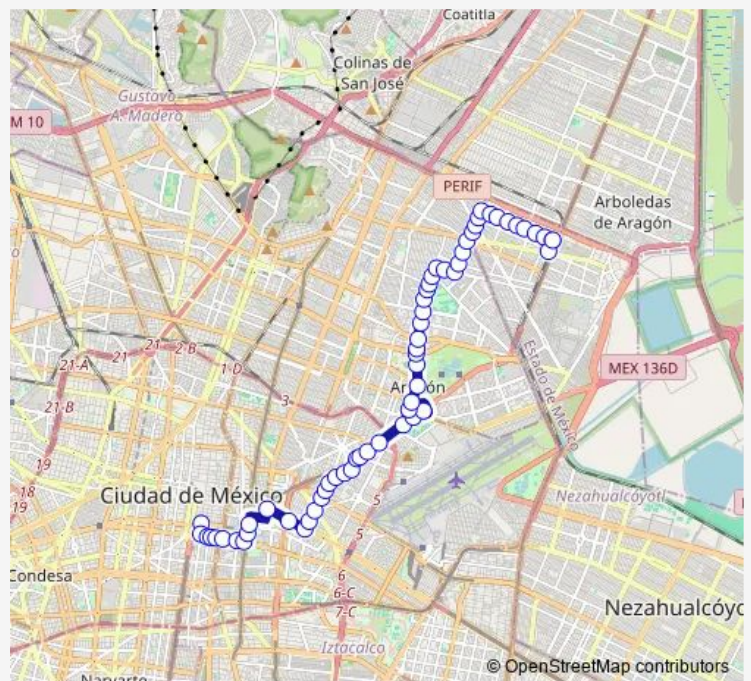 Coatitla
Colinas de
San José
Gustavo
A. Madero
M 10
PERIF
Arboledas
de Aragón
21-A
21
2-B
1-D
MEX 136D
Estado de México
21-B
3
19
18
19
5
Ciudad de México
Nezahualcóyotl
5
Condesa
6
6-C
7-C
Nezahualcóyo
Iztacalco
Narvarte
© OpenStreetMap contributors